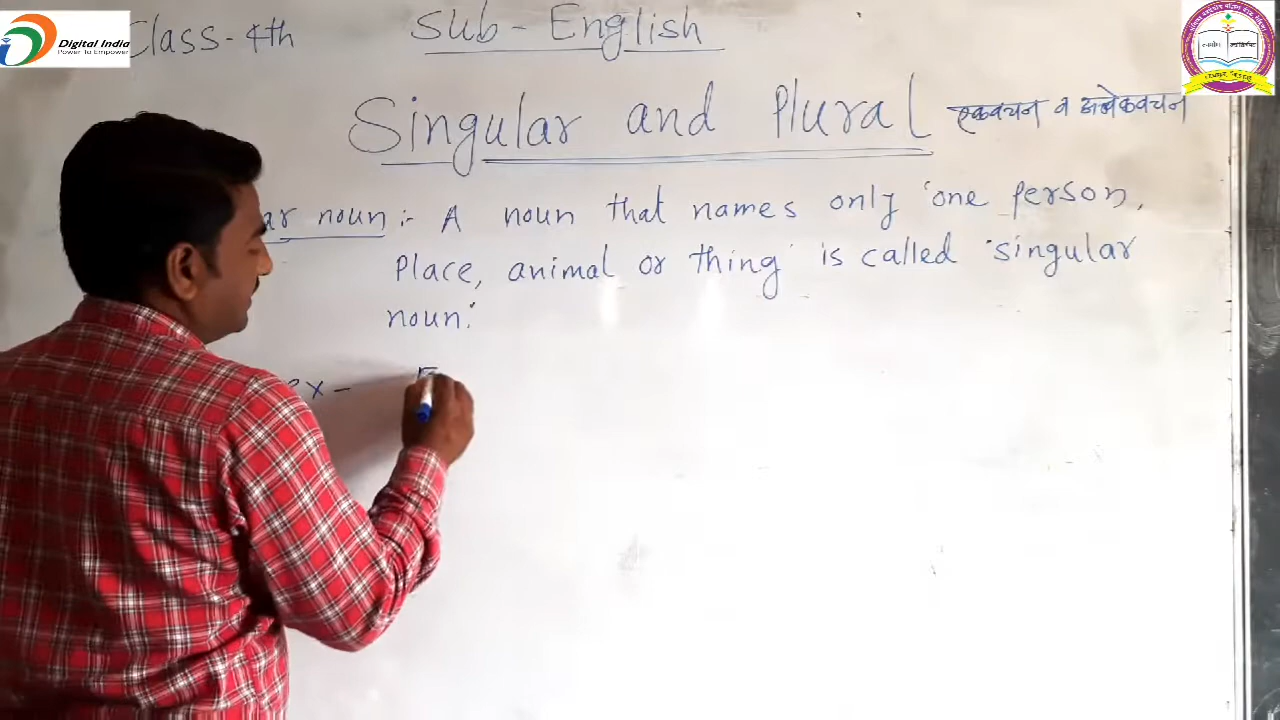 Digital India
Power To Empower
Class-4th
Sub-English
Singular and Plural एकवचन व अनेकवचन
ar noun :- A noun that names only 'one person,
Place, animal or thing' is called 'singular
noun.'
ex -